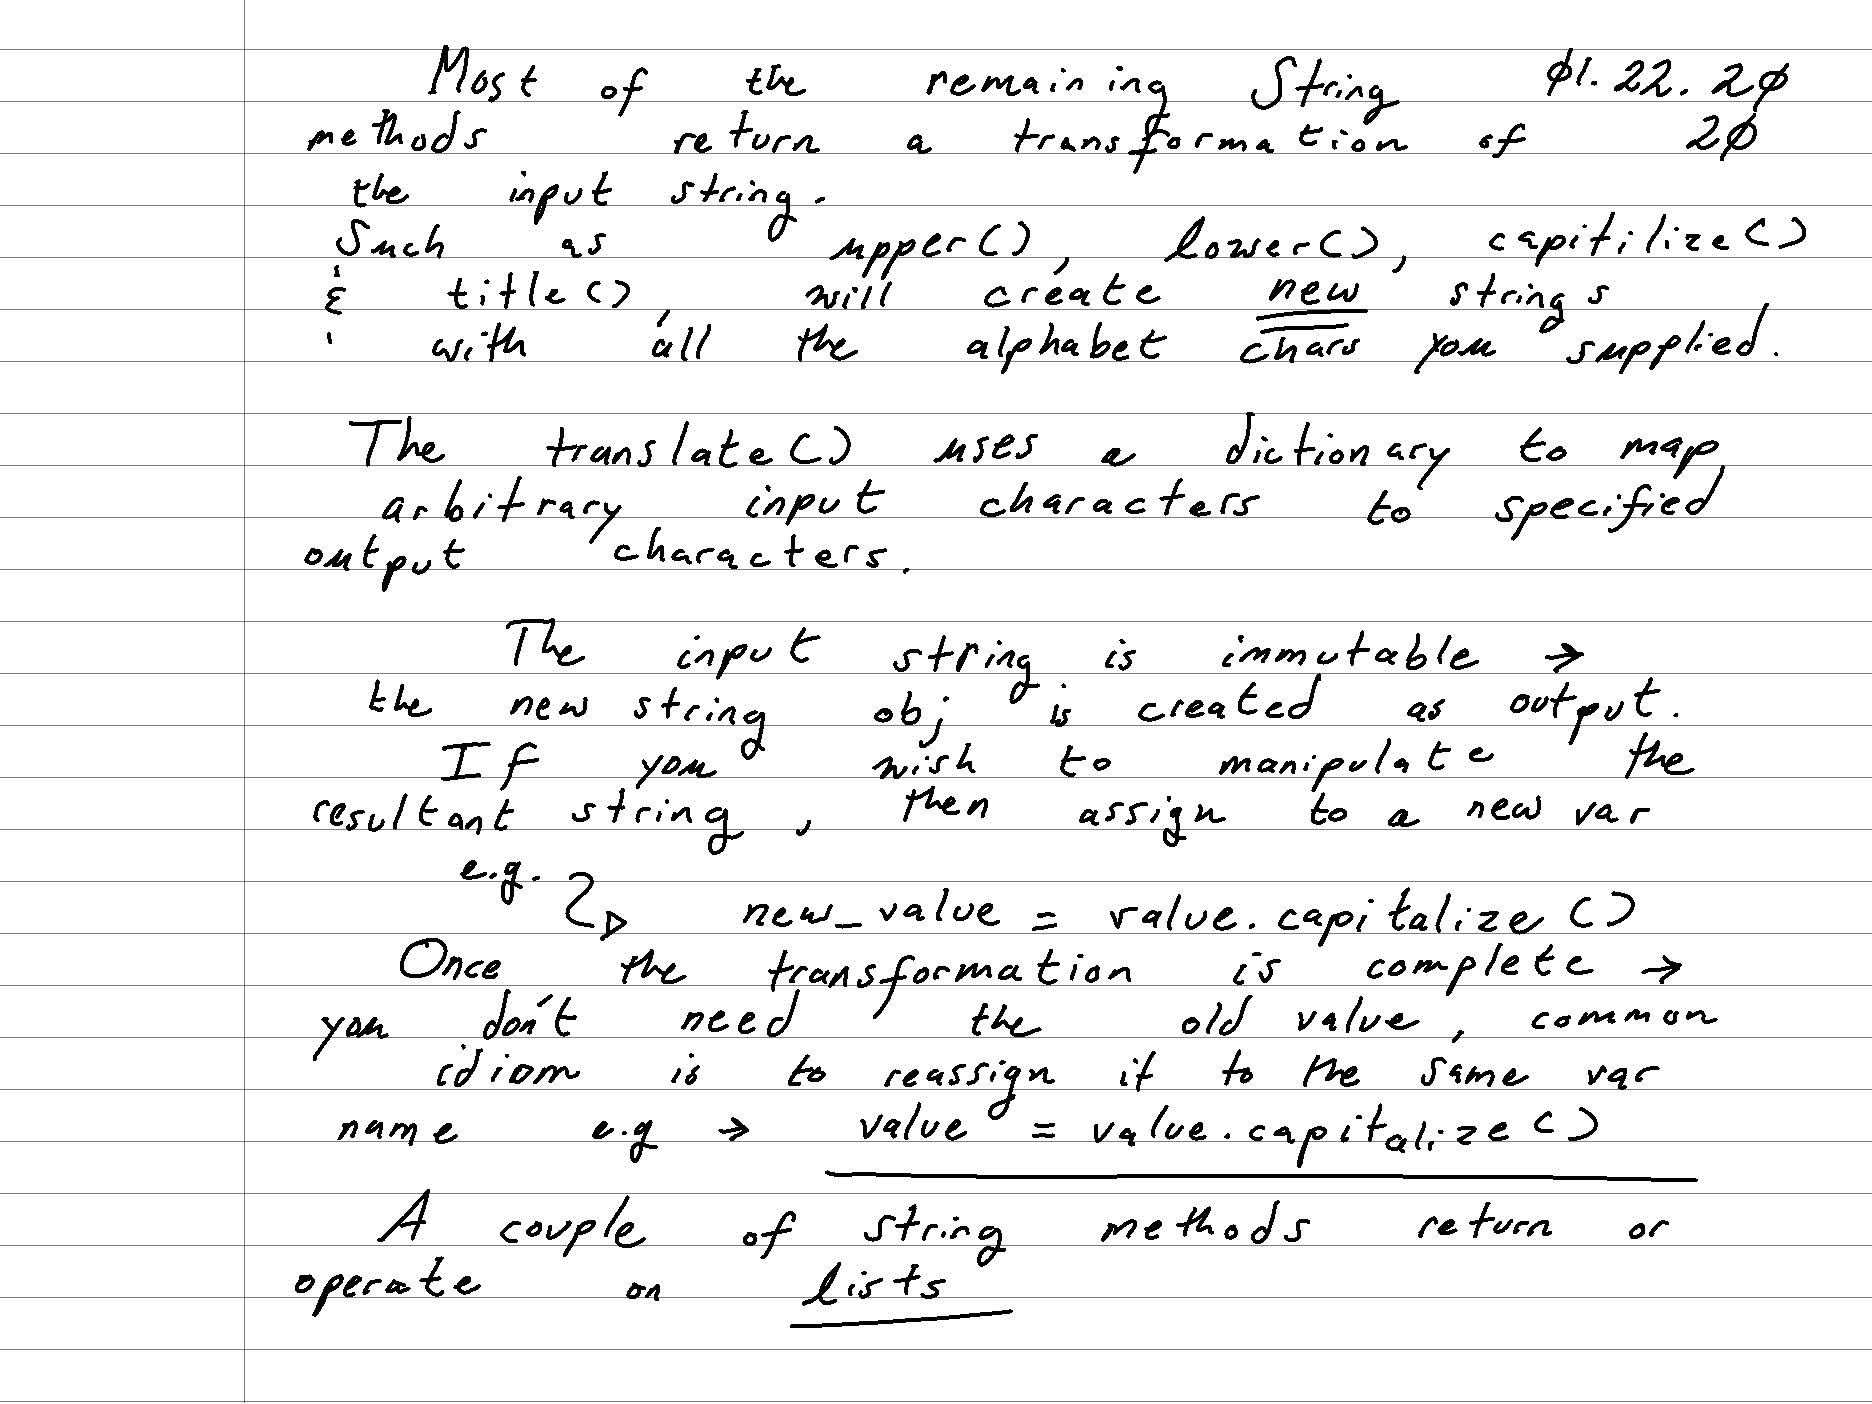 Most of the remaining String Ø1.22.2Ø
methods return a transformation of 2Ø
the input string.
Such as upper(), lower(), capitilize()
& title(), will create new strings
with all the alphabet chars you supplied.
The translate() uses a dictionary to map
arbitrary input characters to specified
output characters.
The input string is immutable →
the new string obj is created as output.
If you wish to manipulate the
resultant string, then assign to a new var
e.g.
new_value = value.capitalize()
Once the transformation is complete →
you don't need the old value, common
idiom is to reassign it to the same var
name e.g → value = value.capitalize()
A couple of string methods return or
operate on lists